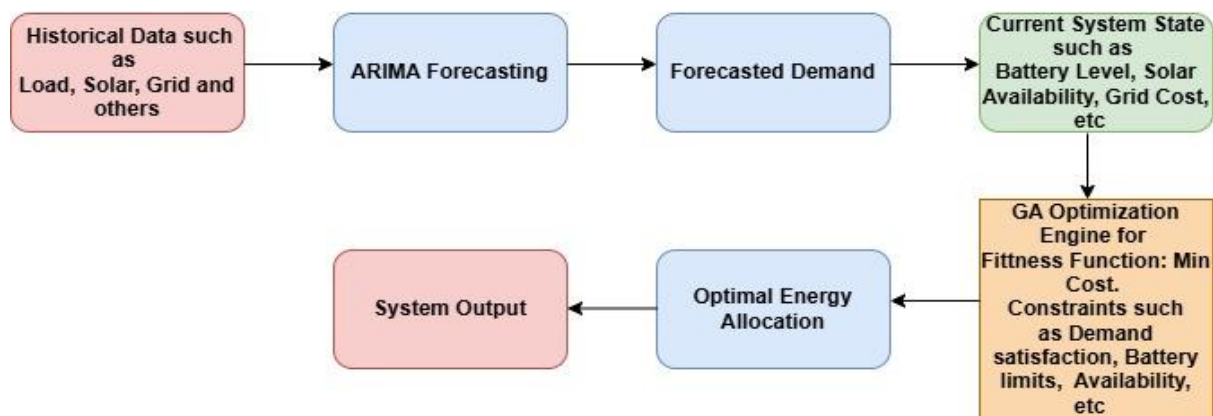 Historical Data such
as
Load, Solar, Grid and
others
ARIMA Forecasting
Forecasted Demand
Current System State
such as
Battery Level, Solar
Availability, Grid Cost,
etc
GA Optimization
Engine for
Fittness Function: Min
Cost.
Constraints such
as Demand
satisfaction, Battery
limits, Availability,
etc
Optimal Energy
Allocation
System Output